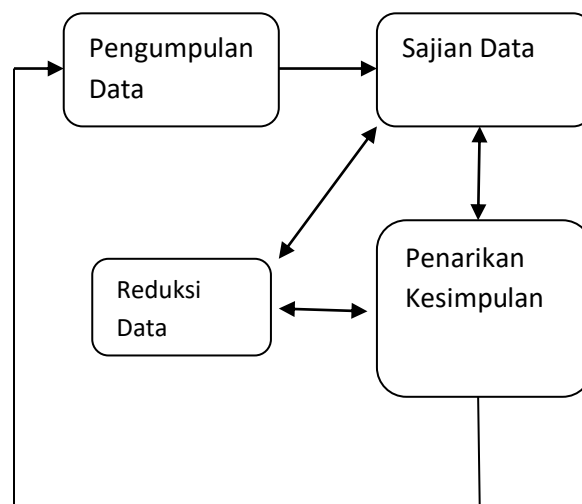 Pengumpulan
Data
Sajian Data
Reduksi
Data
Penarikan
Kesimpulan